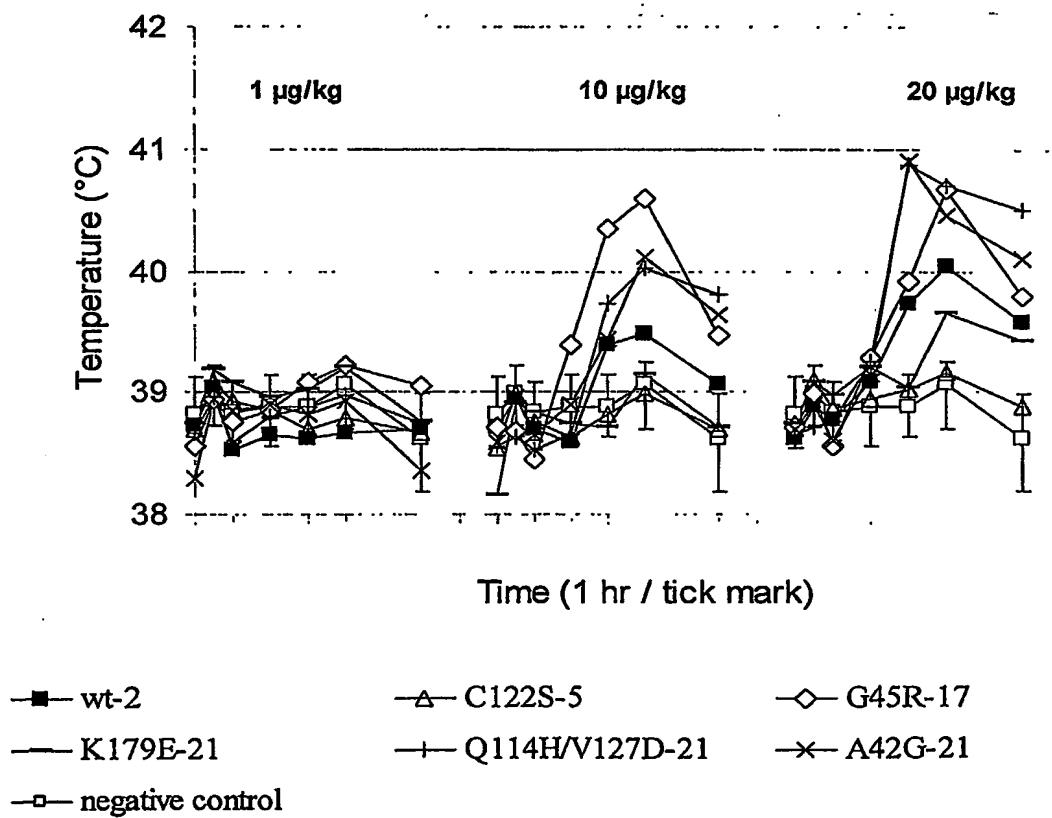 42
1 µg/kg 10 µg/kg 20 µg/kg
41
Temperature (°C)
40
39
38
Time (1 hr / tick mark)
wt-2 C122S-5 G45R-17
K179E-21 Q114H/V127D-21 A42G-21
negative control